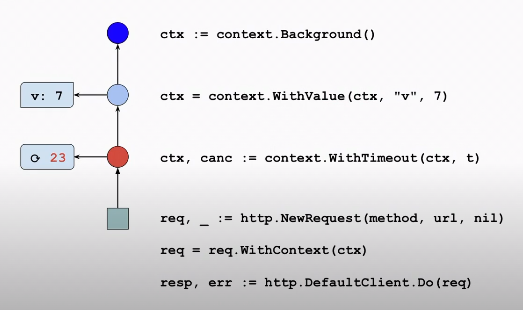 ctx := context.Background()
v: 7
ctx = context.WithValue(ctx, "v", 7)
⟳ 23
ctx, canc := context.WithTimeout(ctx, t)
req, _ := http.NewRequest(method, url, nil)
req = req.WithContext(ctx)
resp, err := http.DefaultClient.Do(req)